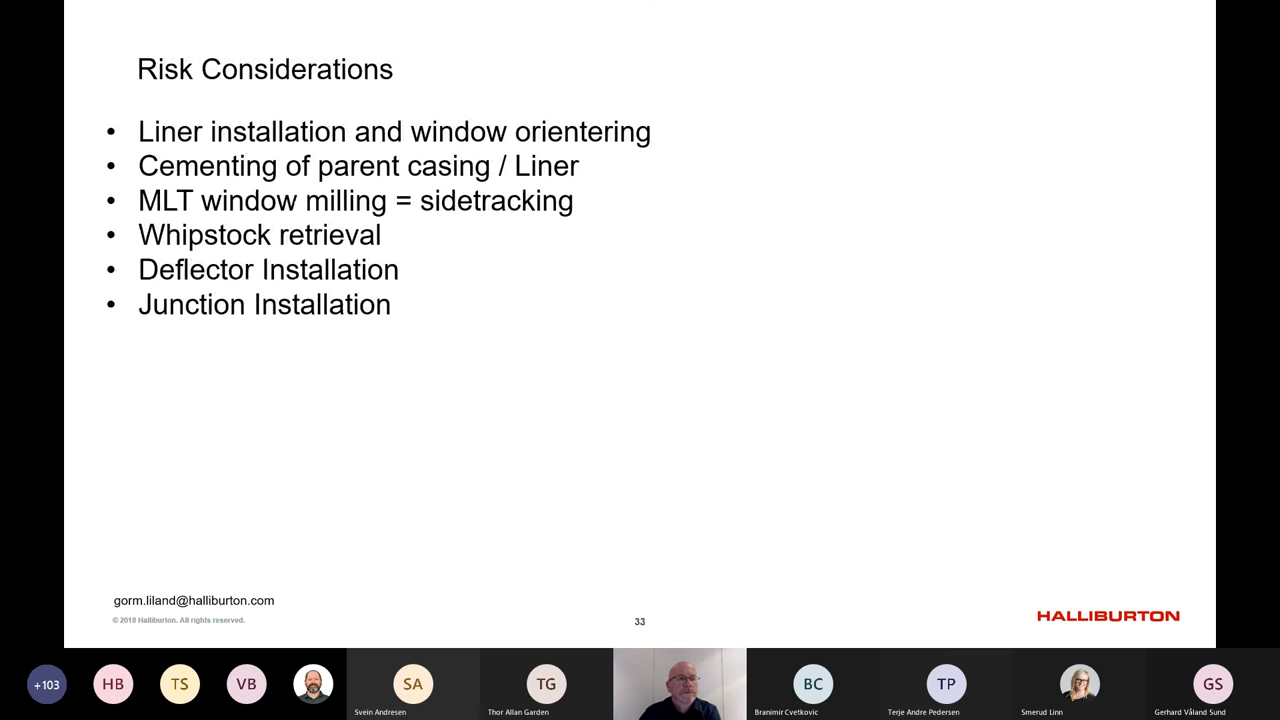 Risk Considerations
• Liner installation and window orientering
• Cementing of parent casing / Liner
• MLT window milling = sidetracking
• Whipstock retrieval
• Deflector Installation
• Junction Installation
gorm.liland@halliburton.com
© 2018 Halliburton. All rights reserved.
33
HALLIBURTON
+103
HB
TS
VB
SA
TG
BC
TP
GS
Svein Andresen
Thor Allan Garden
Branimir Cvetkovic
Terje Andre Pedersen
Smerud Linn
Gerhard Våland Sund